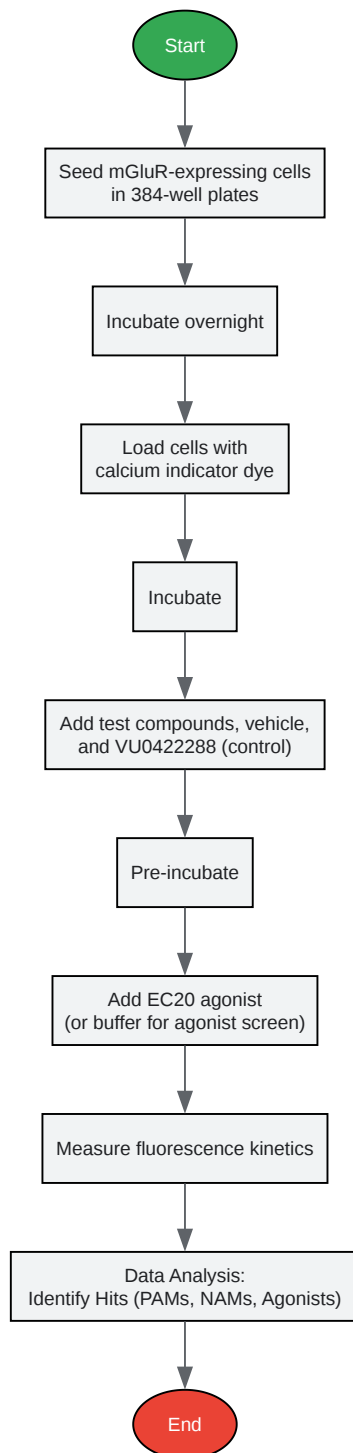 Start
Seed mGluR-expressing cells
in 384-well plates
Incubate overnight
Load cells with
calcium indicator dye
Incubate
Add test compounds, vehicle,
and VU0422288 (control)
Pre-incubate
Add EC20 agonist
(or buffer for agonist screen)
Measure fluorescence kinetics
Data Analysis:
Identify Hits (PAMs, NAMs, Agonists)
End